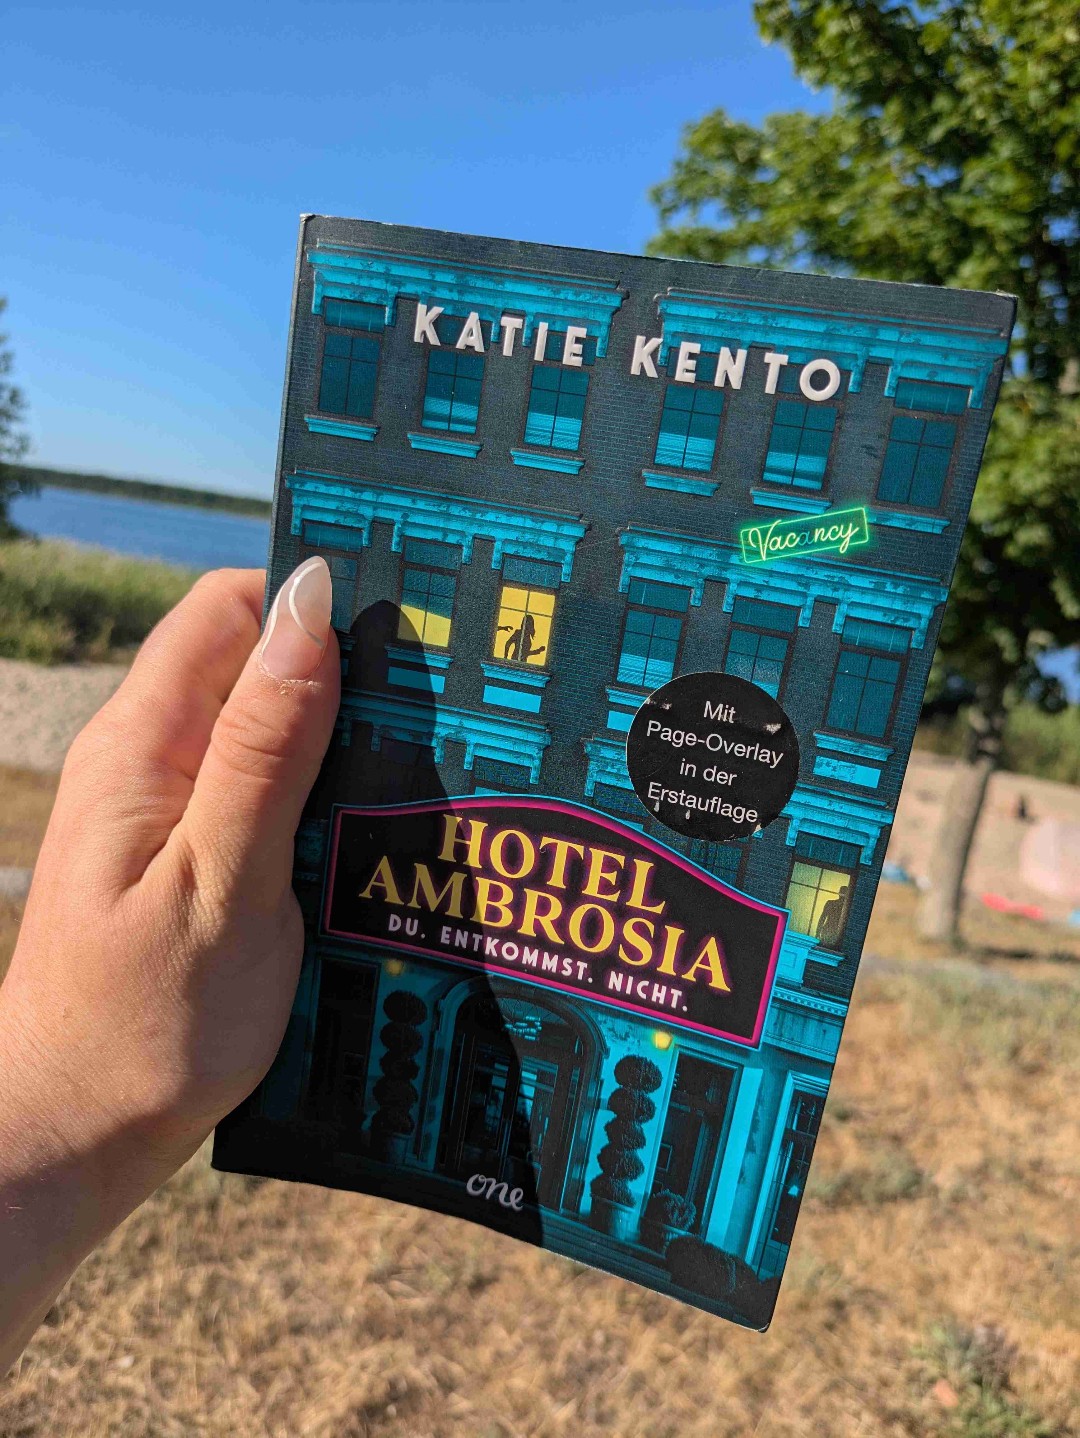 KATIE KENTO
Vacancy
Mit
Page-Overlay
in der
Erstauflage
HOTEL
AMBROSIA
DU. ENTKOMMST. NICHT.
one